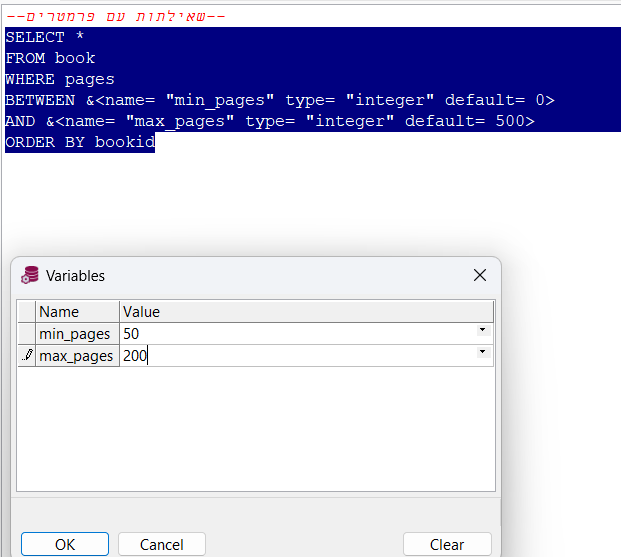 --שאילתות עם פרמטרים--
SELECT *
FROM book
WHERE pages
BETWEEN &<name= "min_pages" type= "integer" default= 0>
AND &<name= "max_pages" type= "integer" default= 500>
ORDER BY bookid
Variables
Name Value
min_pages 50
max_pages 200
OK Cancel Clear